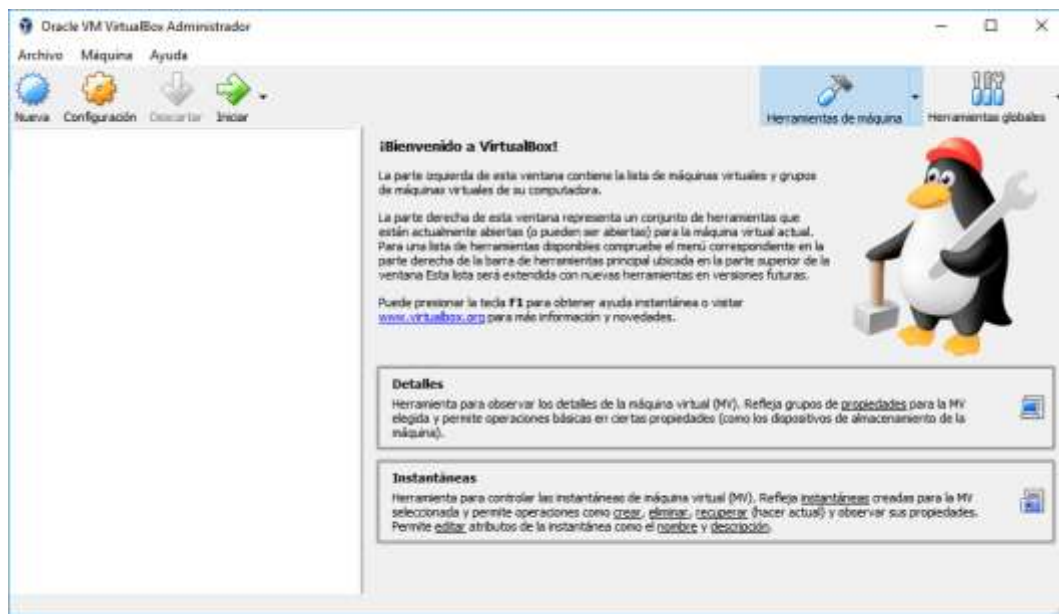 Oracle VM VirtualBox Administrador
Archivo Máquina Ayuda
Nueva Configuración Descartar Iniciar Herramientas de máquina Herramientas globales
¡Bienvenido a VirtualBox!
La parte izquierda de esta ventana contiene la lista de máquinas virtuales y grupos
de máquinas virtuales de su computadora.
La parte derecha de esta ventana representa un conjunto de herramientas que
están actualmente abiertas (o pueden ser abiertas) para la máquina virtual actual.
Para una lista de herramientas disponibles compruebe el menú correspondiente en la
parte derecha de la barra de herramientas principal ubicada en la parte superior de la
ventana Esta lista será extendida con nuevas herramientas en versiones futuras.
Puede presionar la tecla F1 para obtener ayuda instantánea o visitar
www.virtualbox.org para más información y novedades.
Detalles
Herramienta para observar los detalles de la máquina virtual (MV). Refleja grupos de propiedades para la MV
elegida y permite operaciones básicas en ciertas propiedades (como los dispositivos de almacenamiento de la
máquina).
Instantáneas
Herramienta para controlar las instantáneas de máquina virtual (MV). Refleja instantáneas creadas para la MV
seleccionada y permite operaciones como crear, eliminar, recuperar (hacer actual) y observar sus propiedades.
Permite editar atributos de la instantánea como el nombre y descripción.